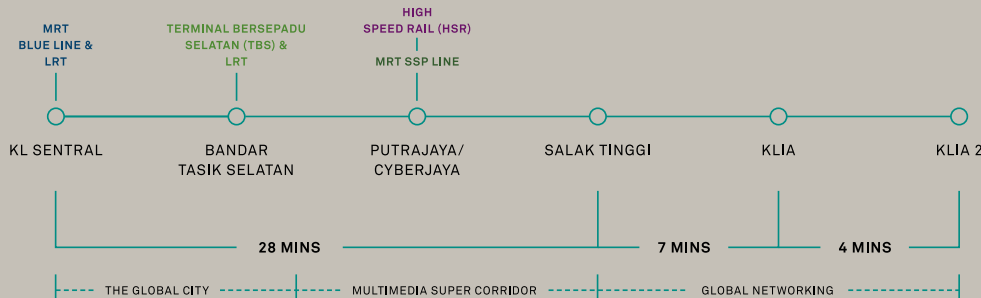 MRT
BLUE LINE &
LRT
TERMINAL BERSEPADU
SELATAN (TBS) &
LRT
HIGH
SPEED RAIL (HSR)
MRT SSP LINE
KL SENTRAL
BANDAR
TASIK SELATAN
PUTRAJAYA/
CYBERJAYA
SALAK TINGGI
KLIA
KLIA 2
28 MINS
7 MINS
4 MINS
THE GLOBAL CITY
MULTIMEDIA SUPER CORRIDOR
GLOBAL NETWORKING